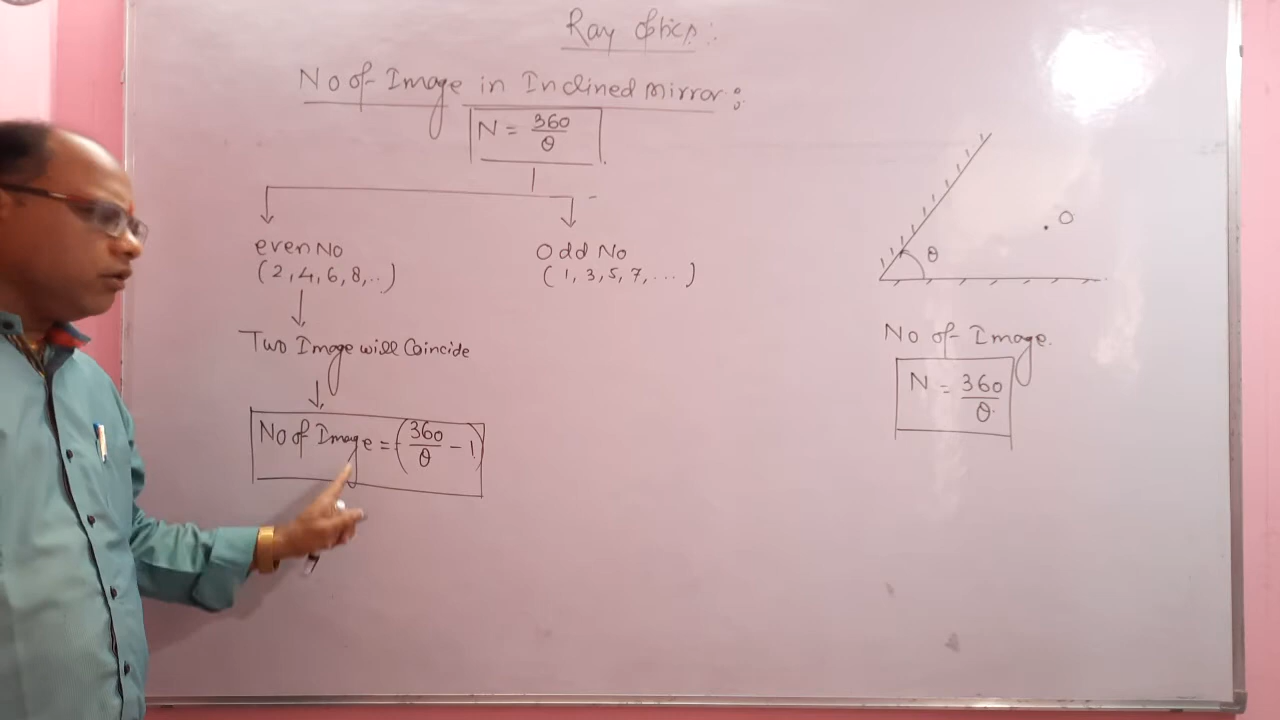 Ray Optics:
No of Image in Inclined mirror:
N = 360/θ
even No
(2, 4, 6, 8, ..)
Odd No
(1, 3, 5, 7, ...)
Two Image will Coincide
No of Image = (360/θ - 1)
O
θ
No of Image.
N = 360/θ